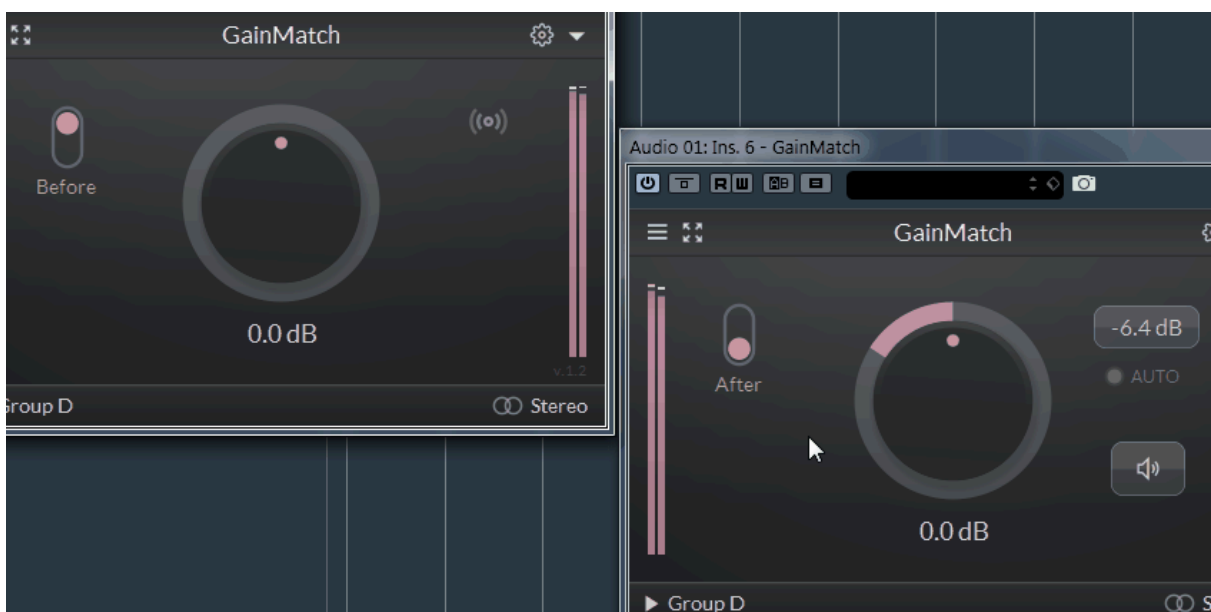 GainMatch
Before
0.0 dB
v.1.2
Group D
Stereo
Audio 01: Ins. 6 - GainMatch
R W
GainMatch
After
-6.4 dB
AUTO
0.0 dB
Group D